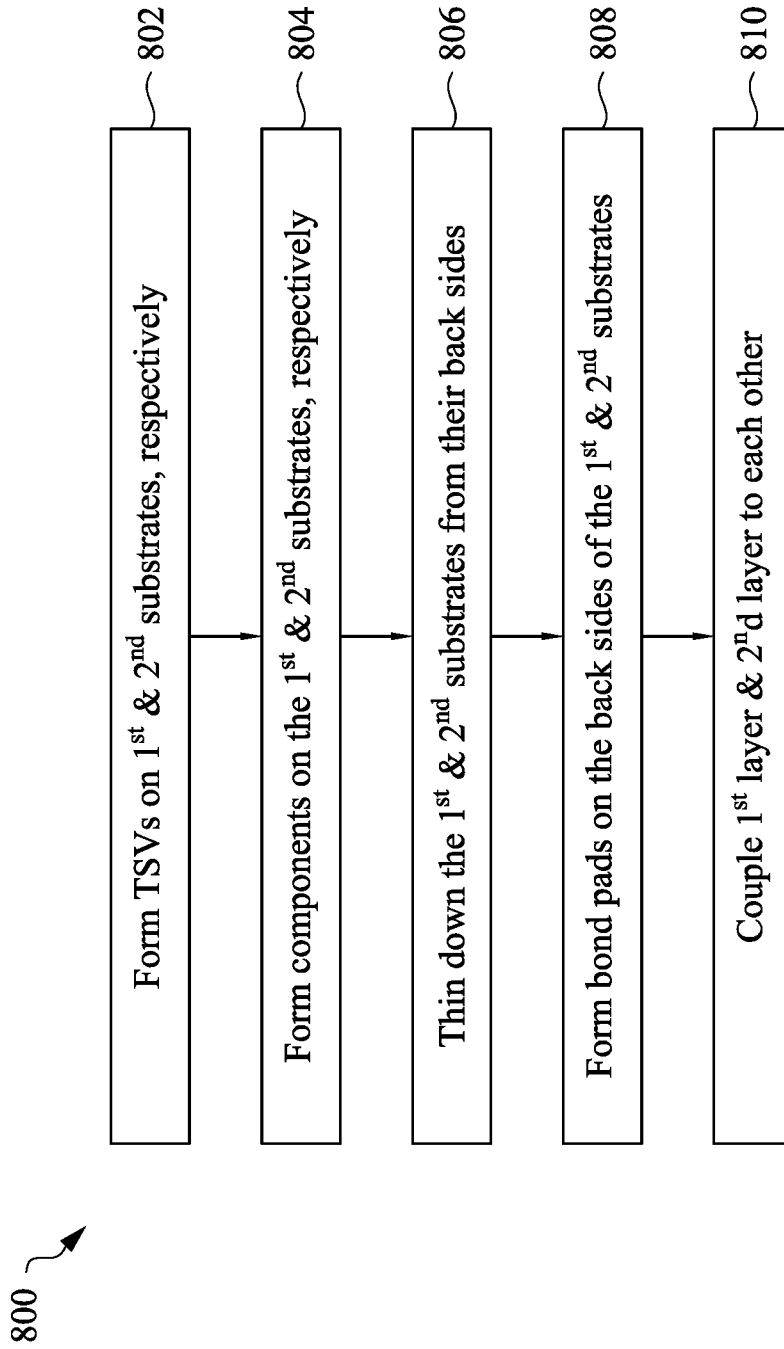 800
Form TSVs on 1st & 2nd substrates, respectively
802
Form components on the 1st & 2nd substrates, respectively
804
Thin down the 1st & 2nd substrates from their back sides
806
Form bond pads on the back sides of the 1st & 2nd substrates
808
Couple 1st layer & 2nd layer to each other
810